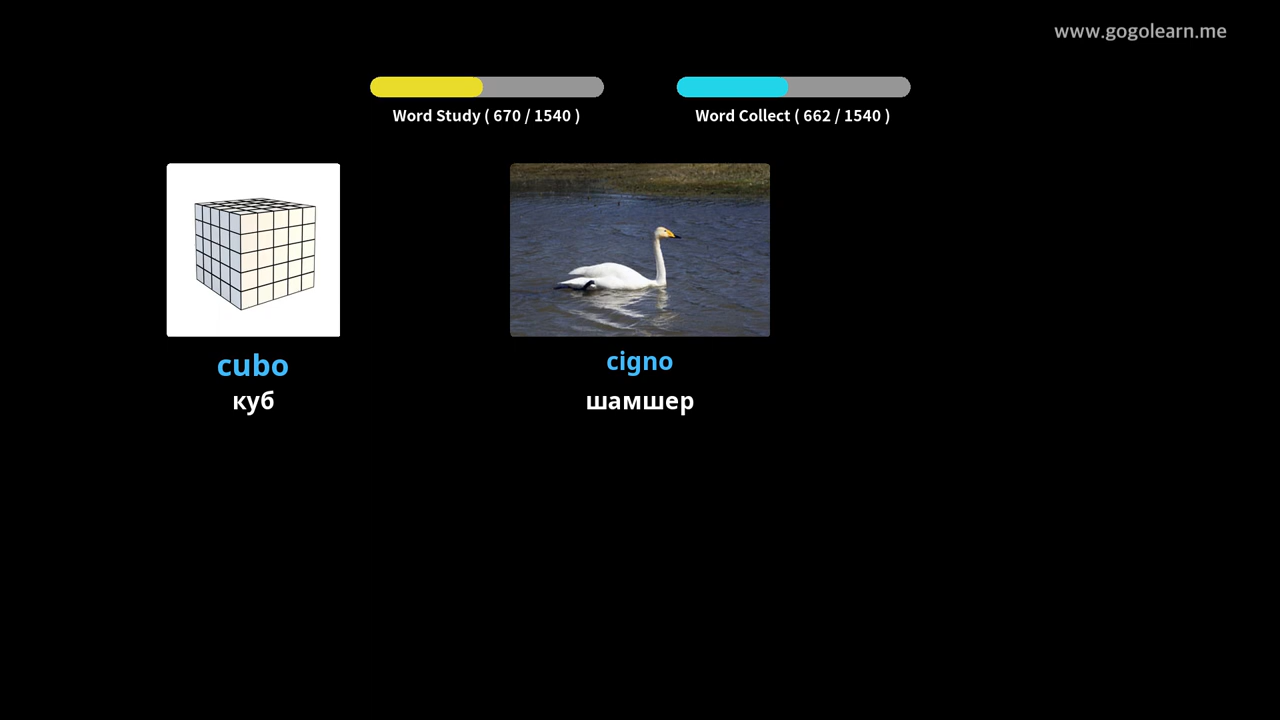 www.gogolearn.me
Word Study ( 670 / 1540 )
Word Collect ( 662 / 1540 )
cubo
куб
cigno
шамшер